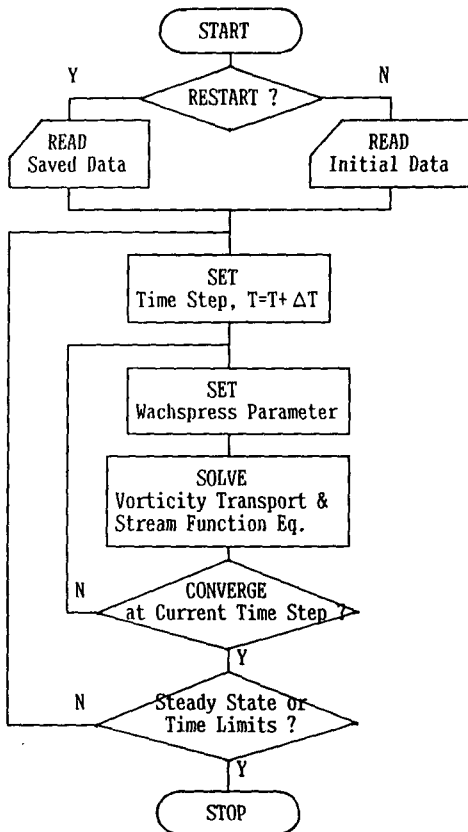 START
Y
N
RESTART ?
READ
Saved Data
READ
Initial Data
SET
Time Step, T=T+ ΔT
SET
Wachspress Parameter
SOLVE
Vorticity Transport &
Stream Function Eq.
N
CONVERGE
at Current Time Step ?
Y
N
Steady State or
Time Limits ?
Y
STOP